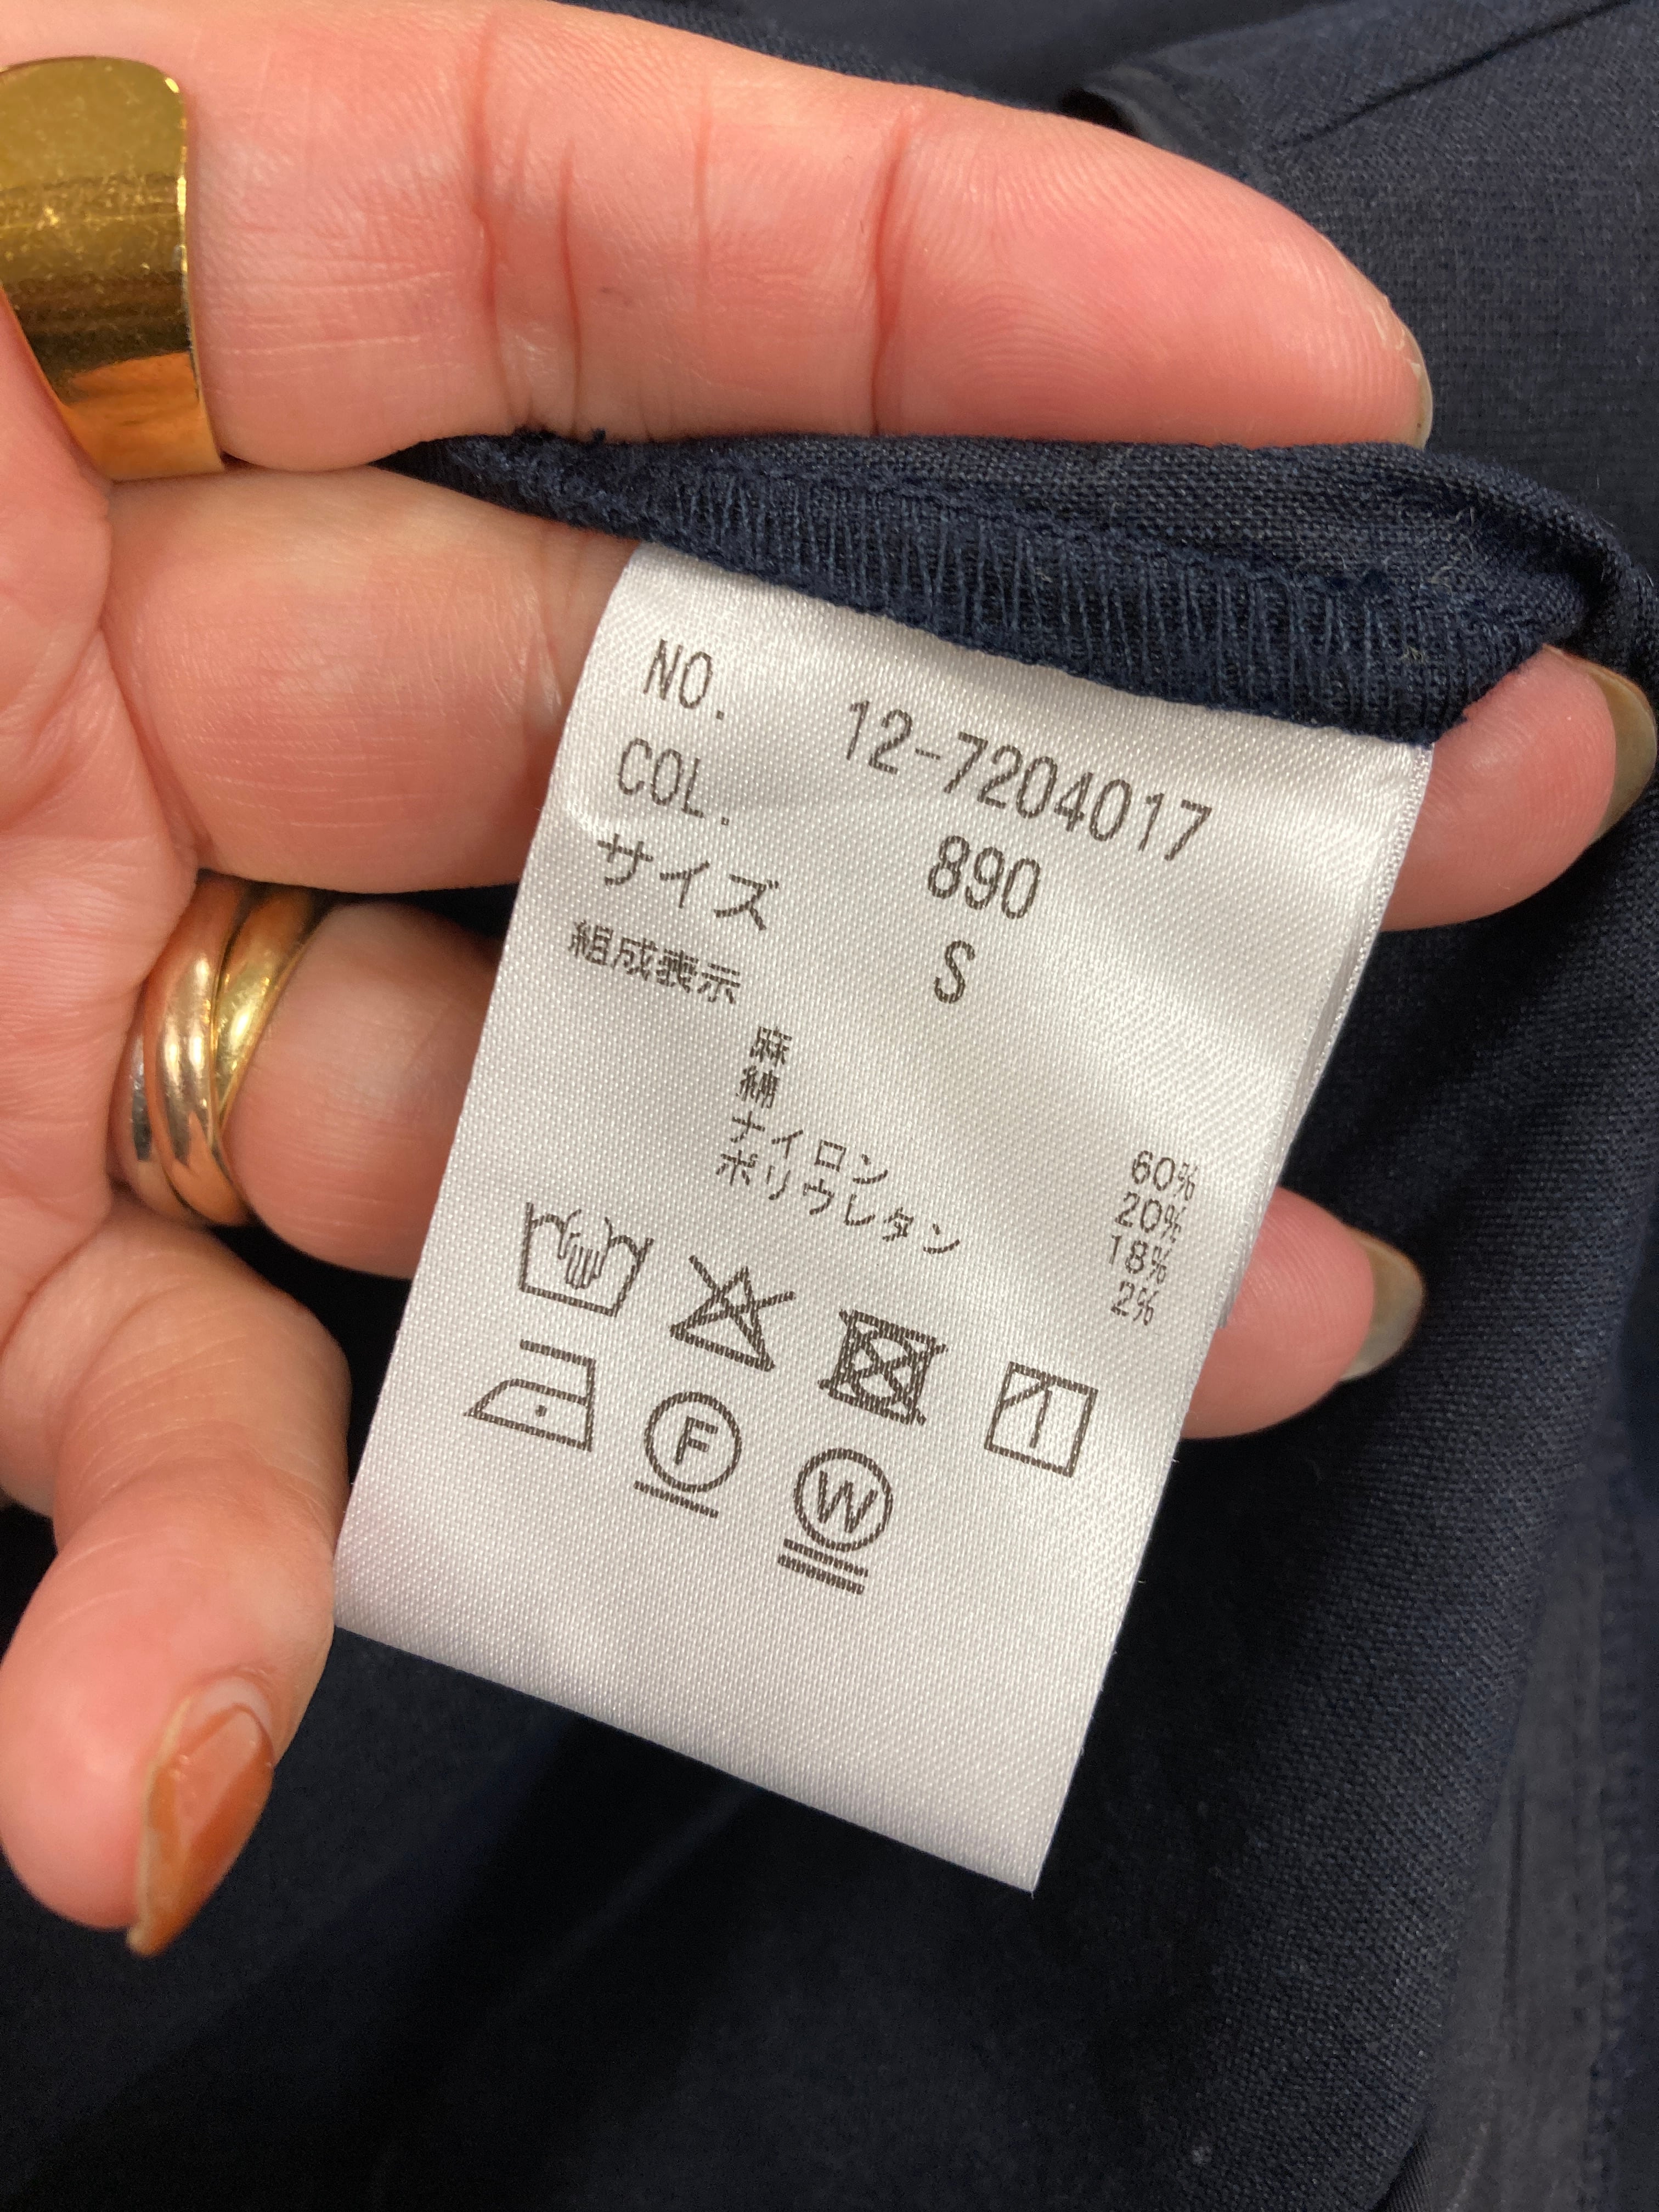 NO. 12-7204017
COL. 890
サイズ S
組成表示
麻 60%
綿 20%
ナイロン 18%
ポリウレタン 2%
F
W